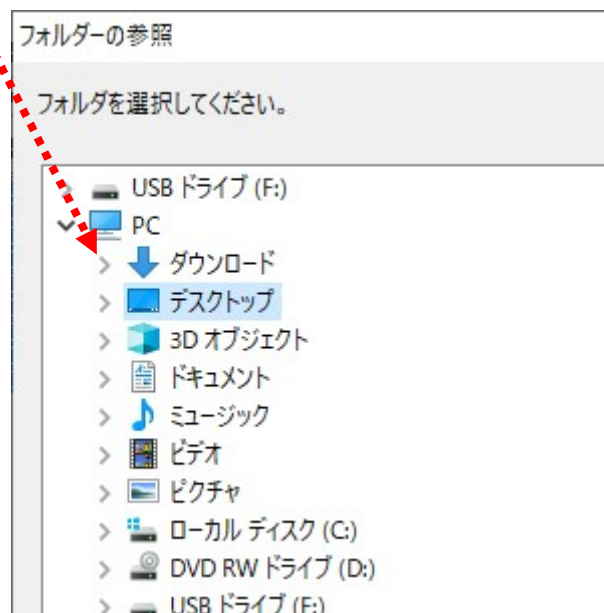 フォルダーの参照
フォルダを選択してください。
USB ドライブ (F:)
PC
ダウンロード
デスクトップ
3D オブジェクト
ドキュメント
ミュージック
ビデオ
ピクチャ
ローカル ディスク (C:)
DVD RW ドライブ (D:)
USB ドライブ (F:)